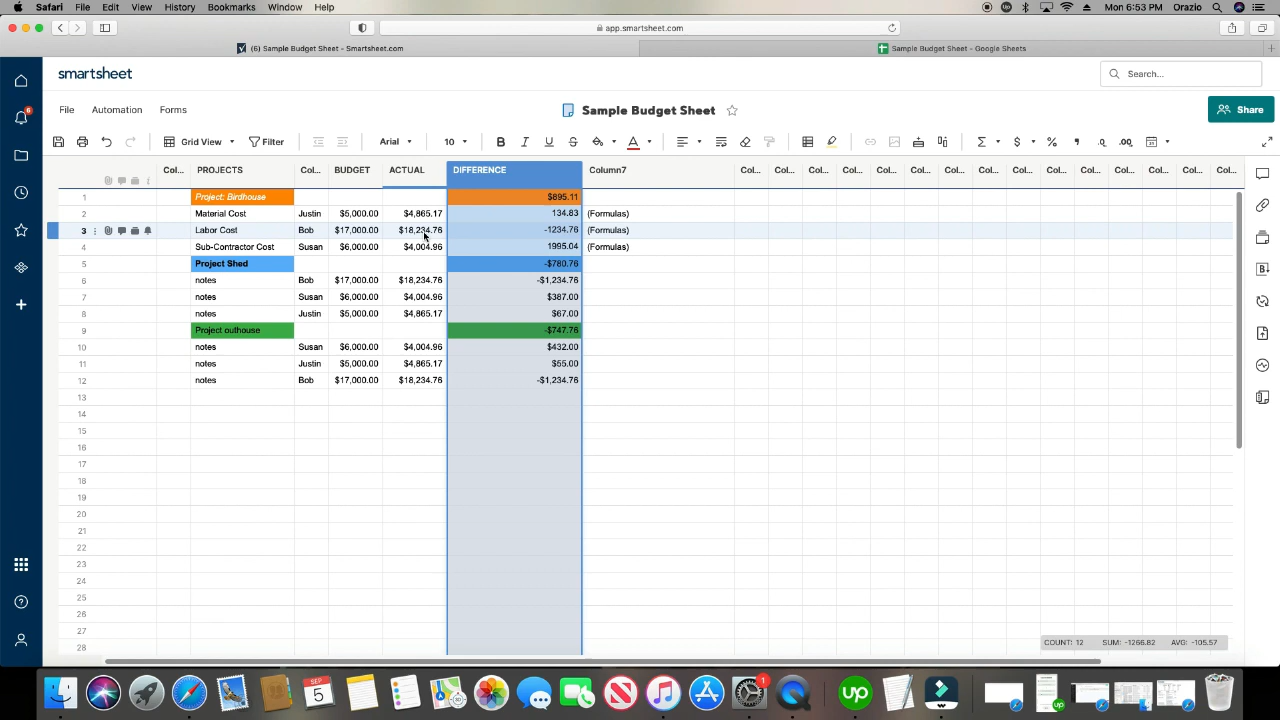 Safari File Edit View History Bookmarks Window Help Mon 6:53 PM Orazio
app.smartsheet.com
(6) Sample Budget Sheet - Smartsheet.com Sample Budget Sheet - Google Sheets
smartsheet Search...
File Automation Forms Sample Budget Sheet Share
Grid View Filter Arial 10 B I U S A Σ $ % , .0 .00
Col... PROJECTS Col... BUDGET ACTUAL DIFFERENCE Column7 Col... Col... Col... Col... Col... Col... Col... Col... Col... Col... Col... Col... Col... Col... Col...
1 Project: Birdhouse $895.11
2 Material Cost Justin $5,000.00 $4,865.17 134.83 (Formulas)
3 Labor Cost Bob $17,000.00 $18,234.76 -1234.76 (Formulas)
4 Sub-Contractor Cost Susan $6,000.00 $4,004.96 1995.04 (Formulas)
5 Project Shed -$780.76
6 notes Bob $17,000.00 $18,234.76 -$1,234.76
7 notes Susan $6,000.00 $4,004.96 $387.00
8 notes Justin $5,000.00 $4,865.17 $67.00
9 Project outhouse -$747.76
10 notes Susan $6,000.00 $4,004.96 $432.00
11 notes Justin $5,000.00 $4,865.17 $55.00
12 notes Bob $17,000.00 $18,234.76 -$1,234.76
13
14
15
16
17
18
19
20
21
22
23
24
25
26
27
28
COUNT: 12 SUM: -1266.82 AVG: -105.57
SEP
5
1
up